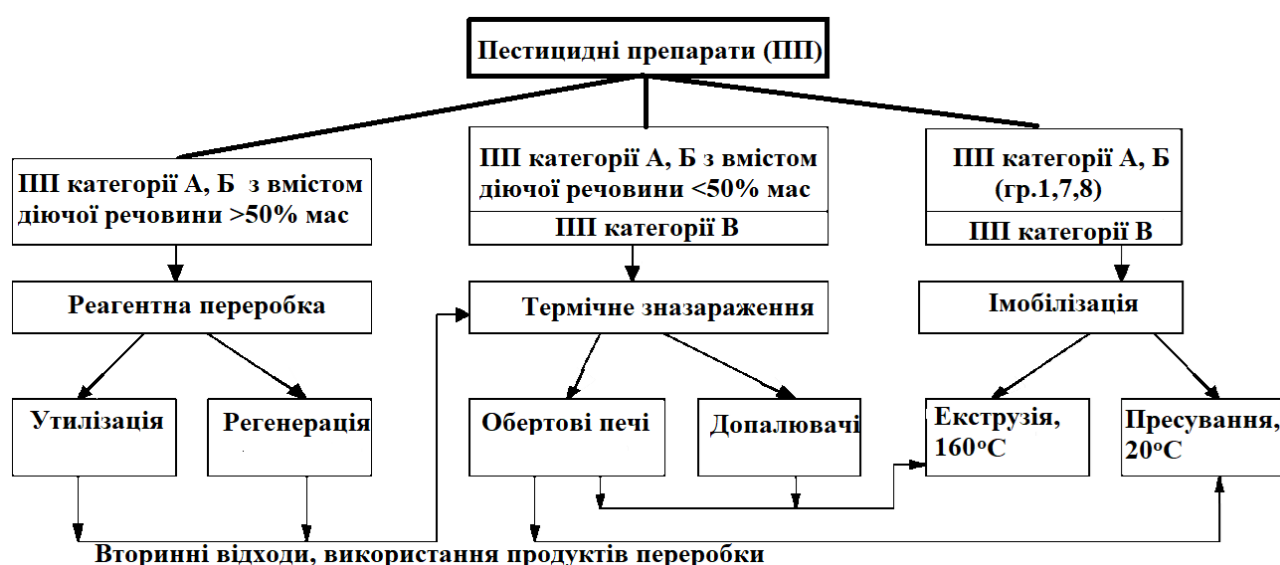 Пестицидні препарати (ПП)
ПП категорії А, Б з вмістом
діючої речовини >50% мас
ПП категорії А, Б з вмістом
діючої речовини <50% мас
ПП категорії В
ПП категорії А, Б
(гр.1,7,8)
ПП категорії В
Реагентна переробка
Термічне зназараження
Імобілізація
Утилізація
Регенерація
Обертові печі
Допалювачі
Екструзія,
160°С
Пресування,
20°С
Вторинні відходи, використання продуктів переробки